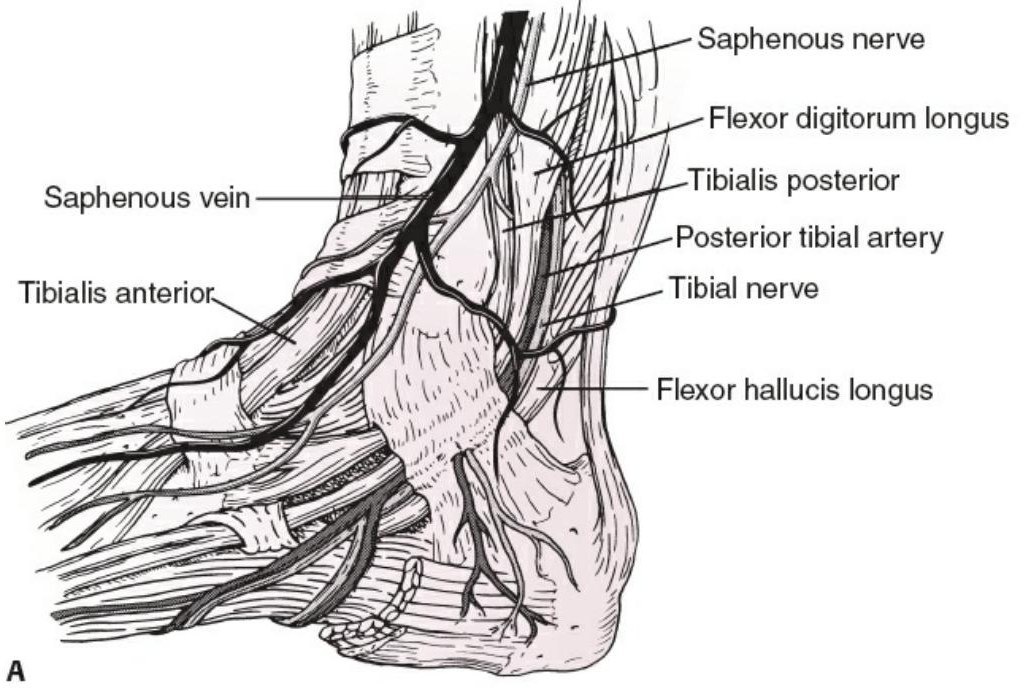 Saphenous nerve
Flexor digitorum longus
Tibialis posterior
Saphenous vein
Posterior tibial artery
Tibialis anterior
Tibial nerve
Flexor hallucis longus
A